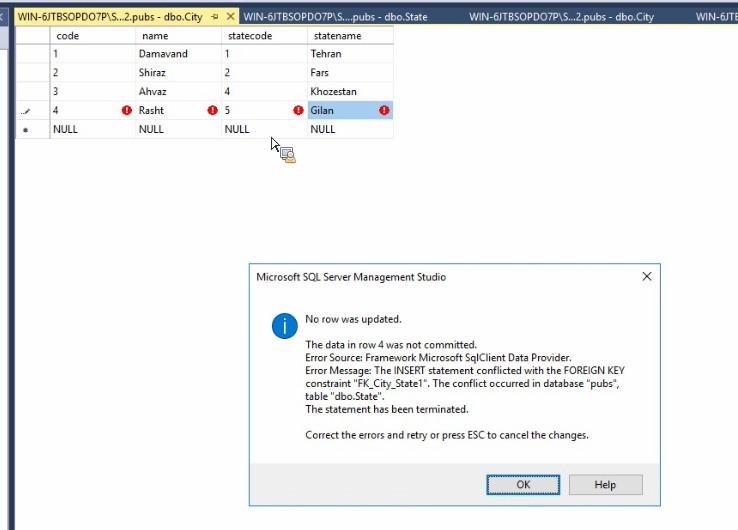 WIN-6JTBSOPDO7P\S...2.pubs - dbo.City WIN-6JTBSOPDO7P\S....pubs - dbo.State WIN-6JTBSOPDO7P\S...2.pubs - dbo.City WIN-6JTB
code name statecode statename
1 Damavand 1 Tehran
2 Shiraz 2 Fars
3 Ahvaz 4 Khozestan
4 Rasht 5 Gilan
NULL NULL NULL NULL
Microsoft SQL Server Management Studio
No row was updated.
The data in row 4 was not committed.
Error Source: Framework Microsoft SqlClient Data Provider.
Error Message: The INSERT statement conflicted with the FOREIGN KEY
constraint "FK_City_State1". The conflict occurred in database "pubs",
table "dbo.State".
The statement has been terminated.
Correct the errors and retry or press ESC to cancel the changes.
OK Help